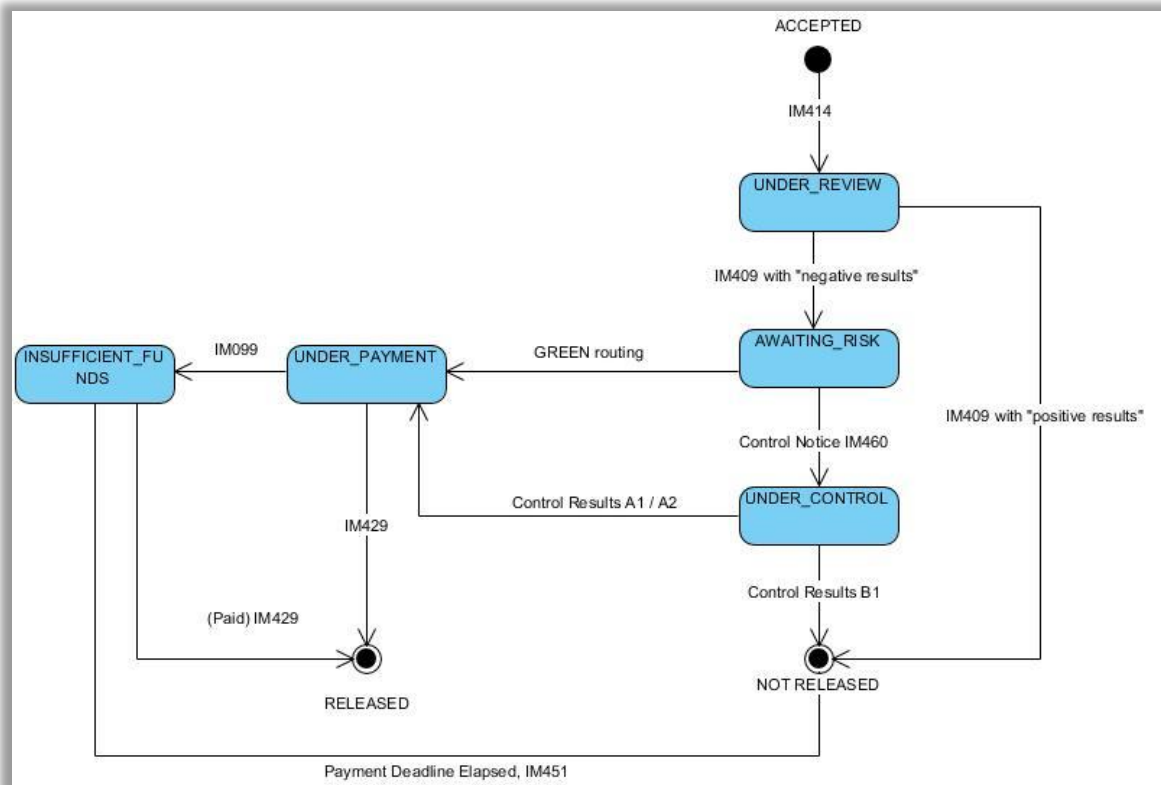 ACCEPTED
IM414
UNDER_REVIEW
IM409 with "negative results"
INSUFFICIENT_FU
NDS
IM099
UNDER_PAYMENT
GREEN routing
AWAITING_RISK
IM409 with "positive results"
Control Notice IM460
Control Results A1 / A2
UNDER_CONTROL
IM429
Control Results B1
(Paid) IM429
RELEASED
NOT RELEASED
Payment Deadline Elapsed, IM451